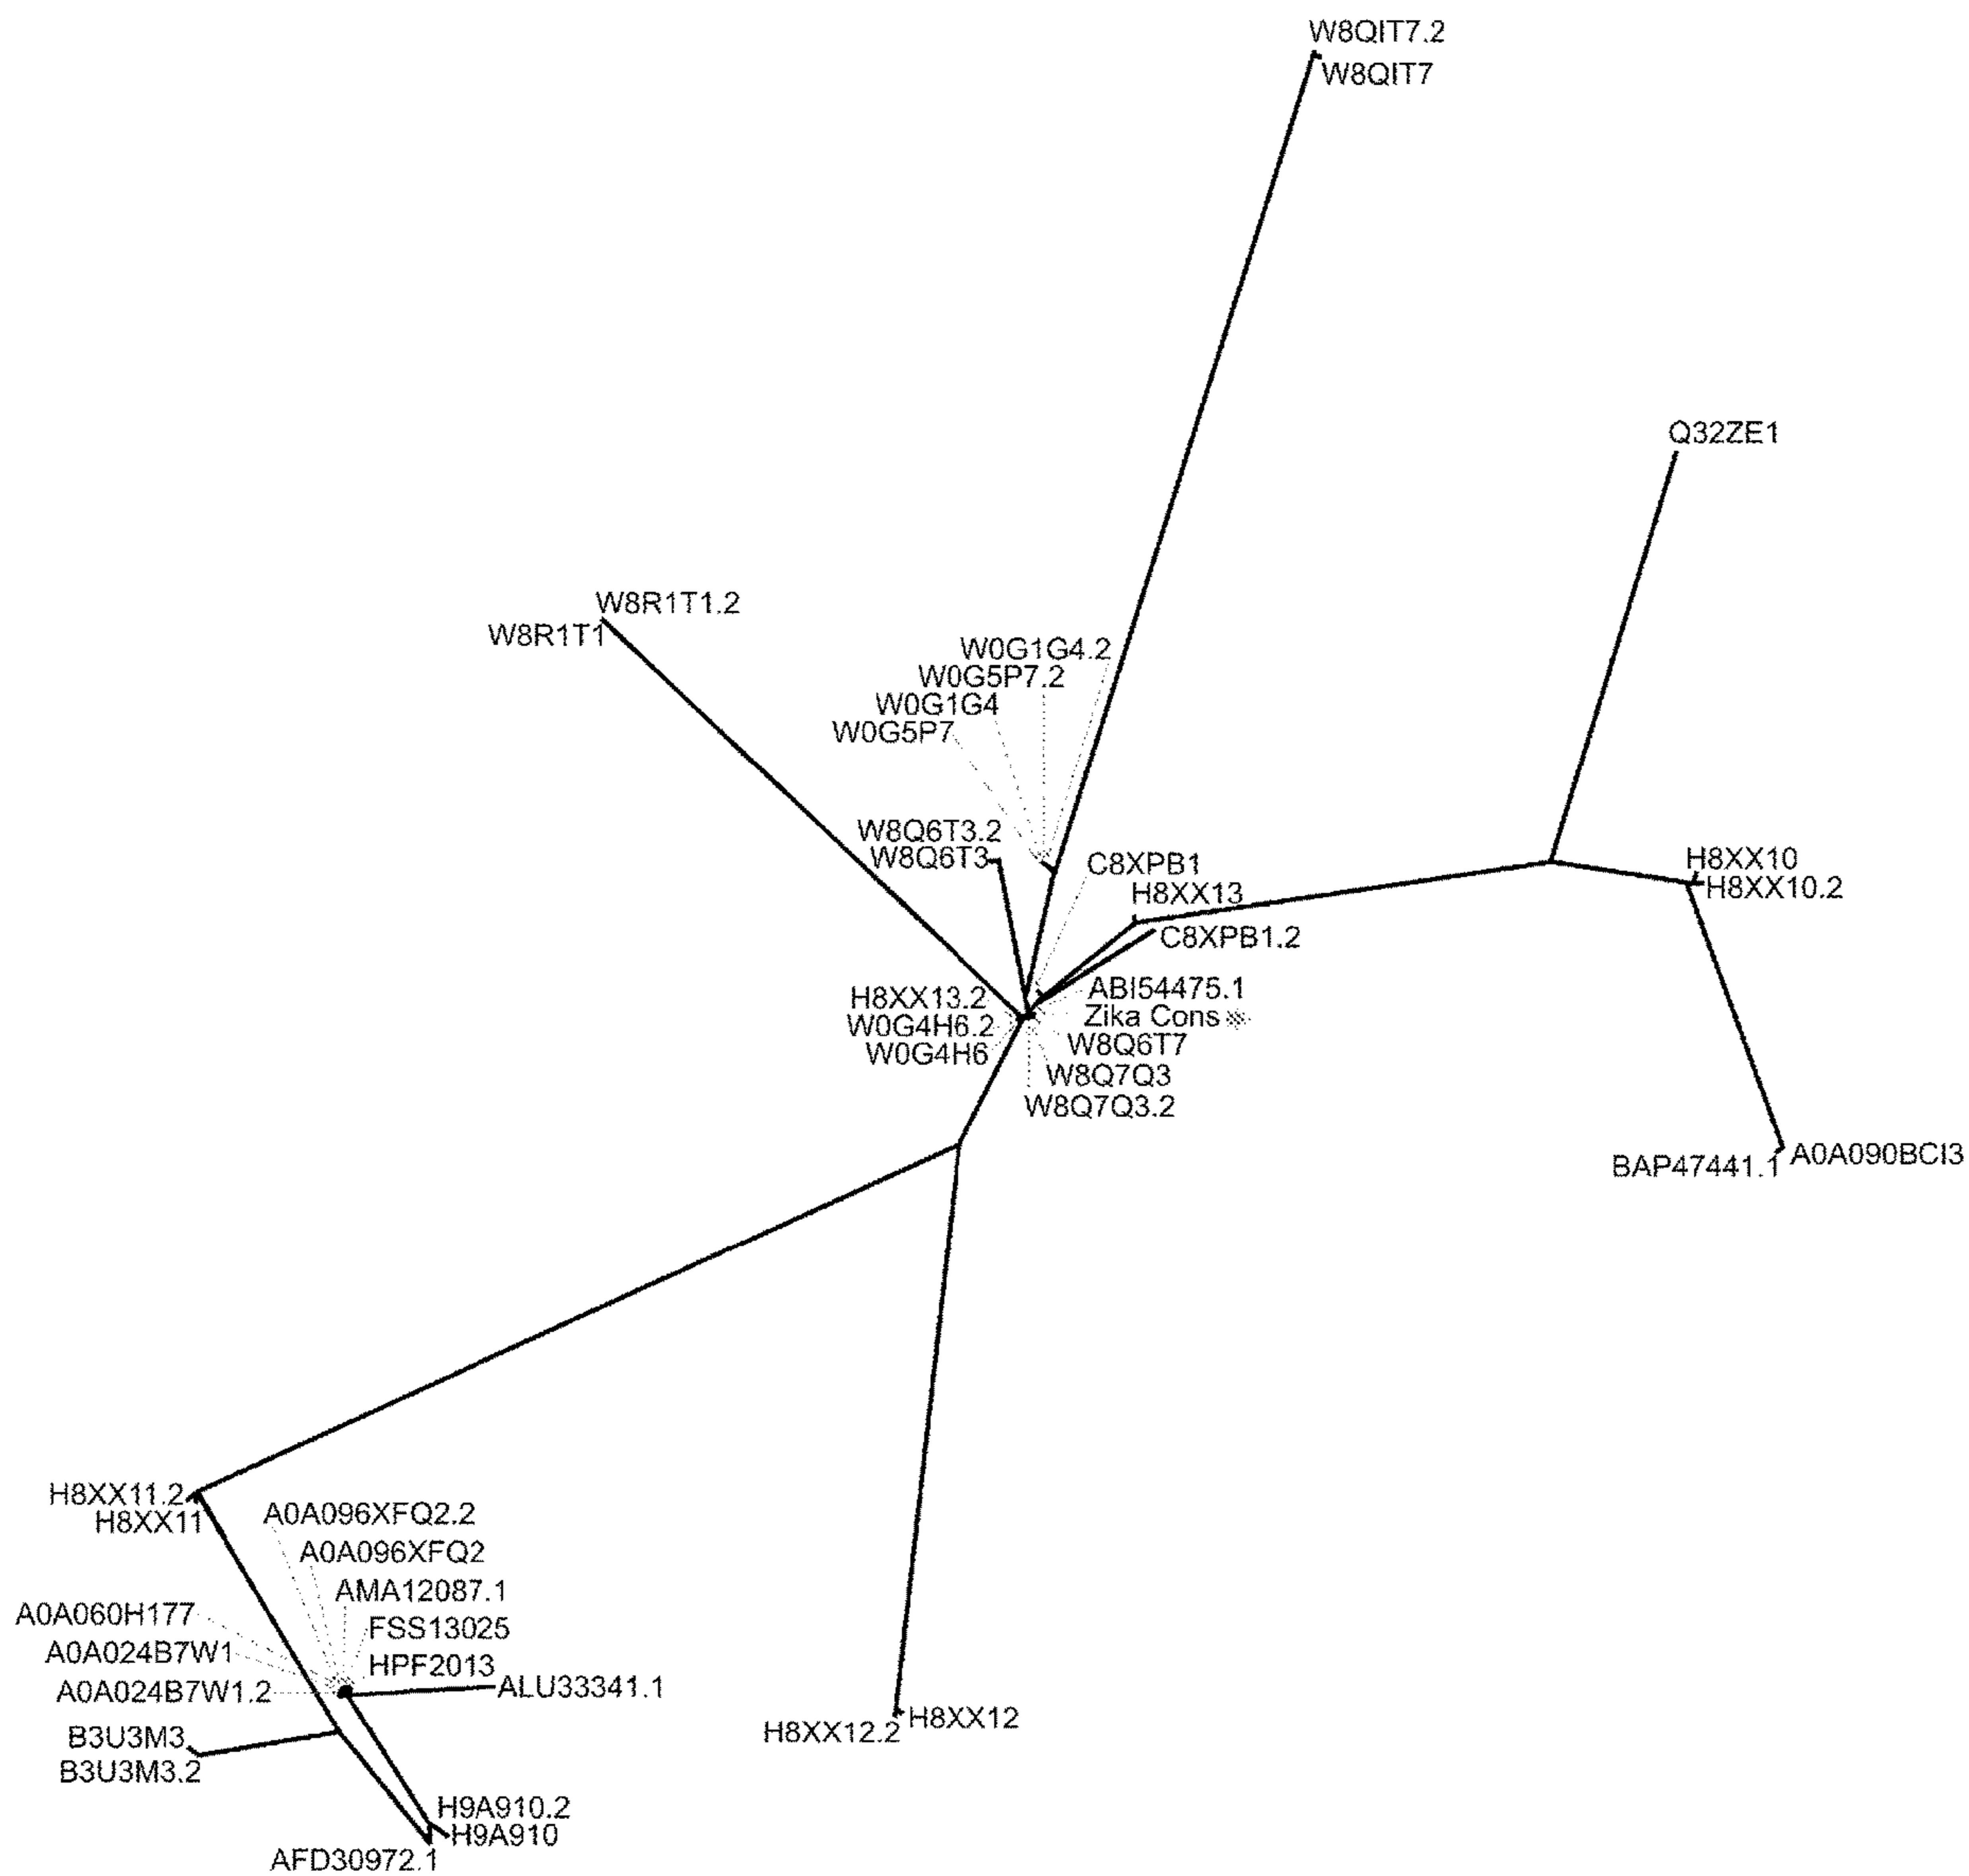 W8QIT7.2
W8QIT7
Q32ZE1
W8R1T1.2
W8R1T1
W0G1G4.2
W0G5P7.2
W0G1G4
W0G5P7
W8Q6T3.2
W8Q6T3
C8XPB1
H8XX13
C8XPB1.2
H8XX10
H8XX10.2
ABI54475.1
H8XX13.2
Zika Cons
W0G4H6.2
W8Q6T7
W0G4H6
W8Q7Q3
W8Q7Q3.2
A0A090BCI3
BAP47441.1
H8XX11.2
H8XX11
A0A096XFQ2.2
A0A096XFQ2
AMA12087.1
A0A060H177
FSS13025
A0A024B7W1
HPF2013
ALU33341.1
A0A024B7W1.2
H8XX12
H8XX12.2
B3U3M3
B3U3M3.2
H9A910.2
H9A910
AFD30972.1